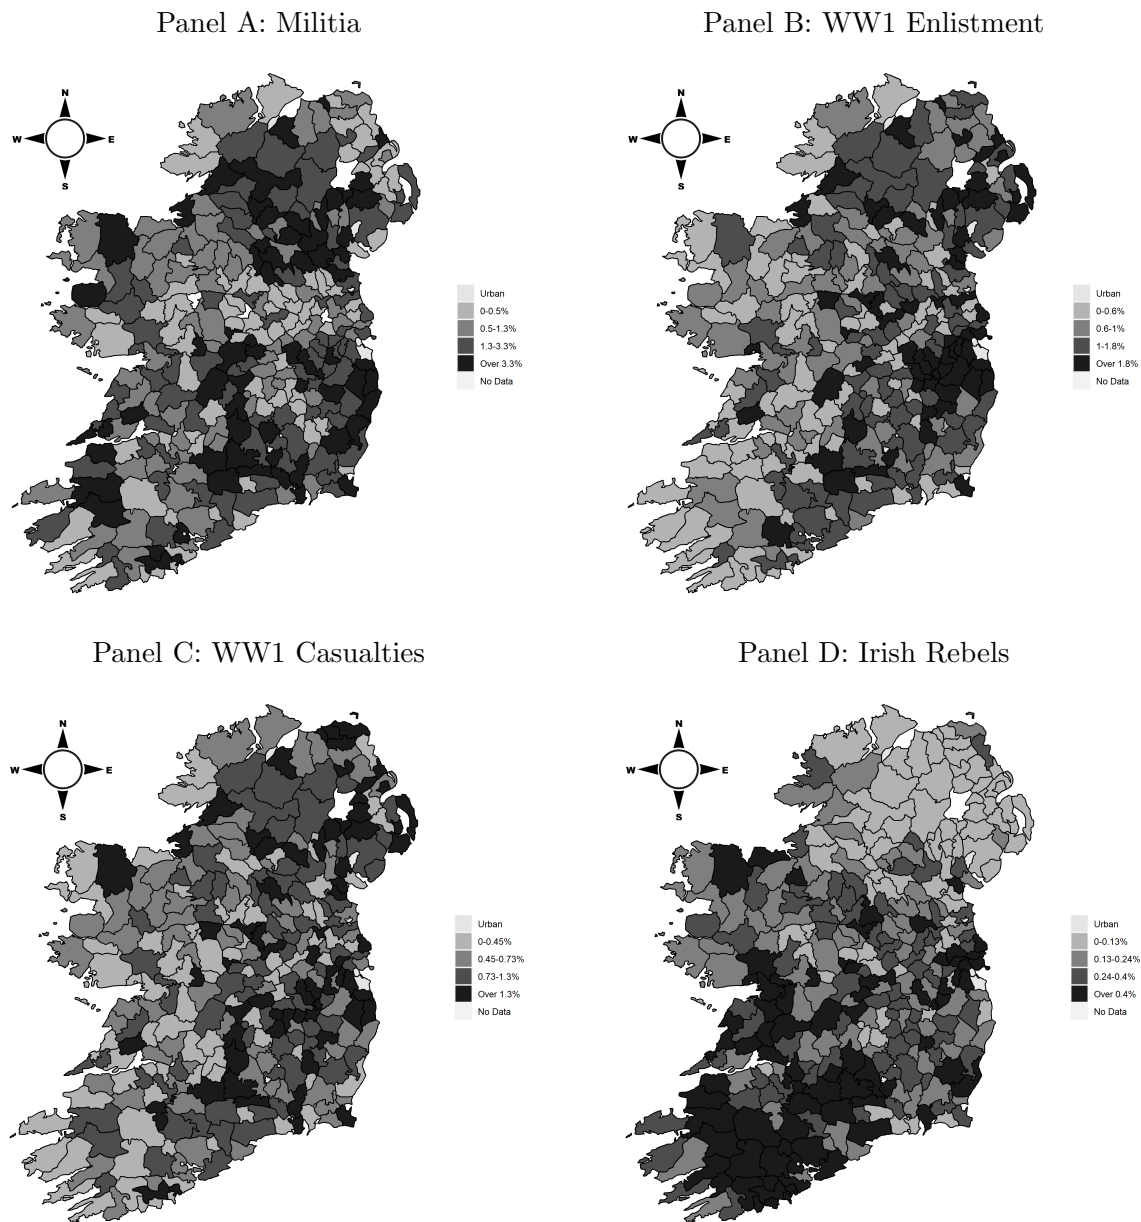 Panel A: Militia
N
W E
S
Urban
0-0.5%
0.5-1.3%
1.3-3.3%
Over 3.3%
No Data
Panel B: WW1 Enlistment
N
W E
S
Urban
0-0.6%
0.6-1%
1-1.8%
Over 1.8%
No Data
Panel C: WW1 Casualties
N
W E
S
Urban
0-0.45%
0.45-0.73%
0.73-1.3%
Over 1.3%
No Data
Panel D: Irish Rebels
N
W E
S
Urban
0-0.13%
0.13-0.24%
0.24-0.4%
Over 0.4%
No Data